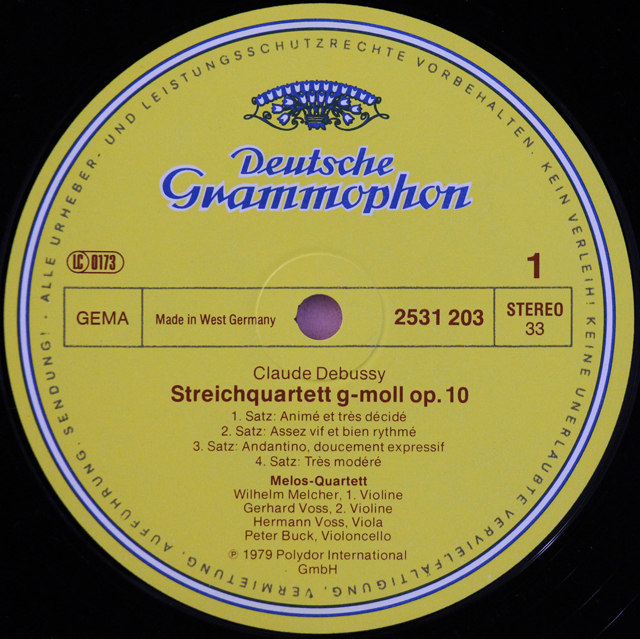 ALLE URHEBER- UND LEISTUNGSSCHUTZRECHTE VORBEHALTEN. KEIN VERLEIH! KEINE UNERLAUBTE VERVIELFÄLTIGUNG, VERMIETUNG, AUFFÜHRUNG, SENDUNG!
Deutsche
Grammophon
LC 0173
1
GEMA
Made in West Germany
2531 203
STEREO
33
Claude Debussy
Streichquartett g-moll op. 10
1. Satz: Animé et très décidé
2. Satz: Assez vif et bien rythmé
3. Satz: Andantino, doucement expressif
4. Satz: Très modéré
Melos-Quartett
Wilhelm Melcher, 1. Violine
Gerhard Voss, 2. Violine
Hermann Voss, Viola
Peter Buck, Violoncello
℗ 1979 Polydor International
GmbH